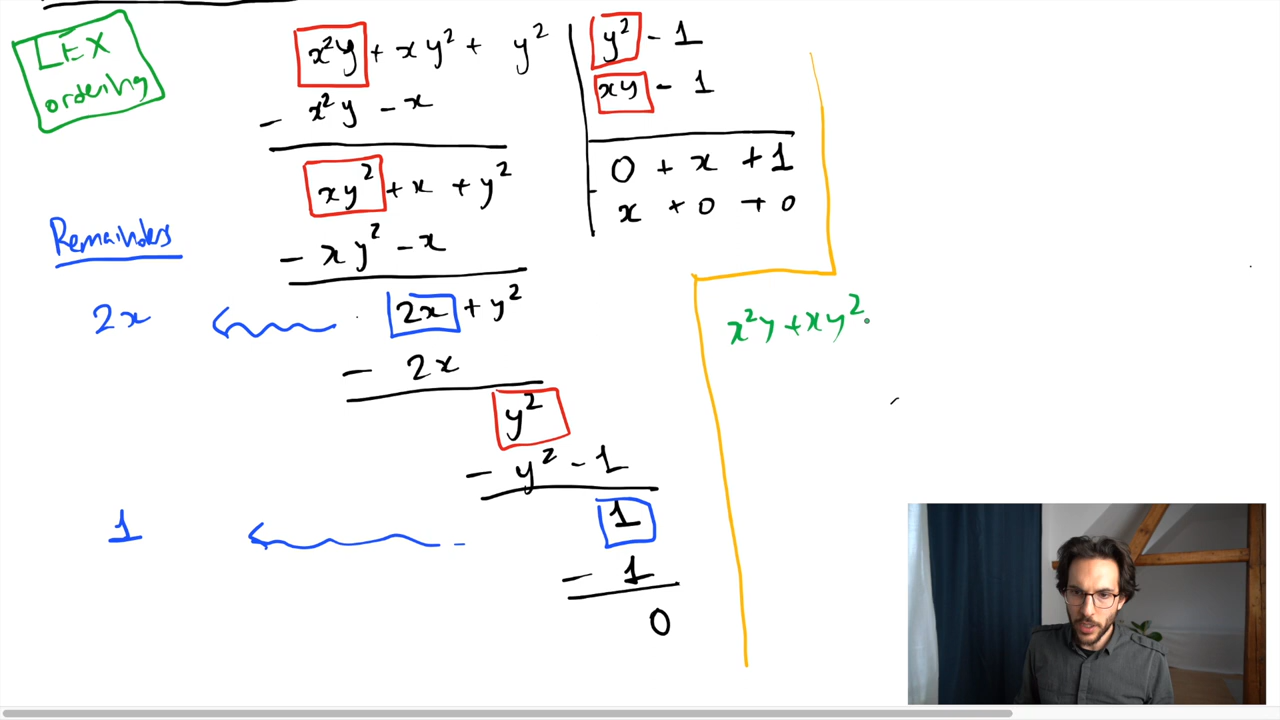 LEX
ordering
x²y + xy² + y²
y² - 1
xy - 1
- x²y - x
0 + x + 1
x + 0 + 0
xy² + x + y²
Remainders
- xy² - x
2x
2x + y²
- 2x
y²
- y² - 1
1
1
- 1
0
x²y + xy²